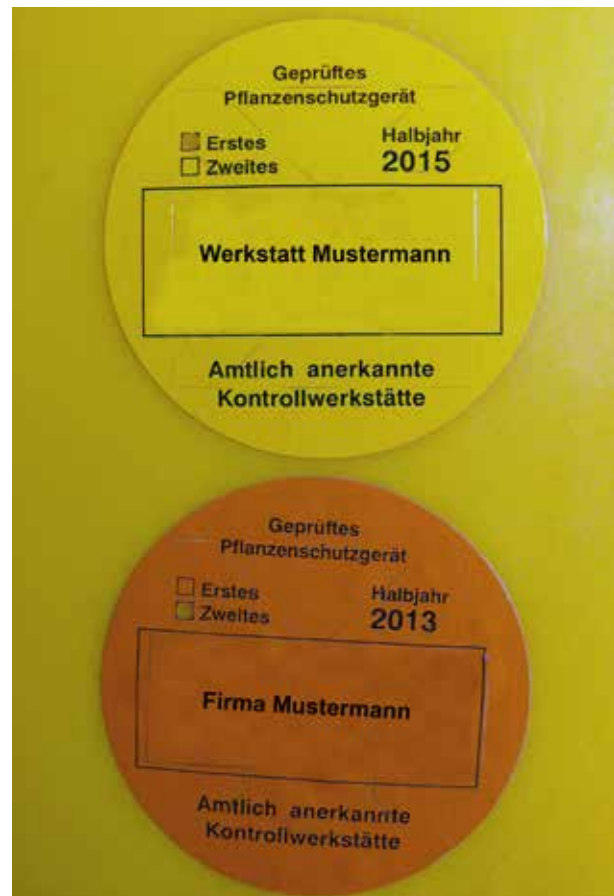 Geprüftes
Pflanzenschutzgerät
Erstes
Zweites
Halbjahr
2015
Werkstatt Mustermann
Amtlich anerkannte
Kontrollwerkstätte
Geprüftes
Pflanzenschutzgerät
Erstes
Zweites
Halbjahr
2013
Firma Mustermann
Amtlich anerkannte
Kontrollwerkstätte